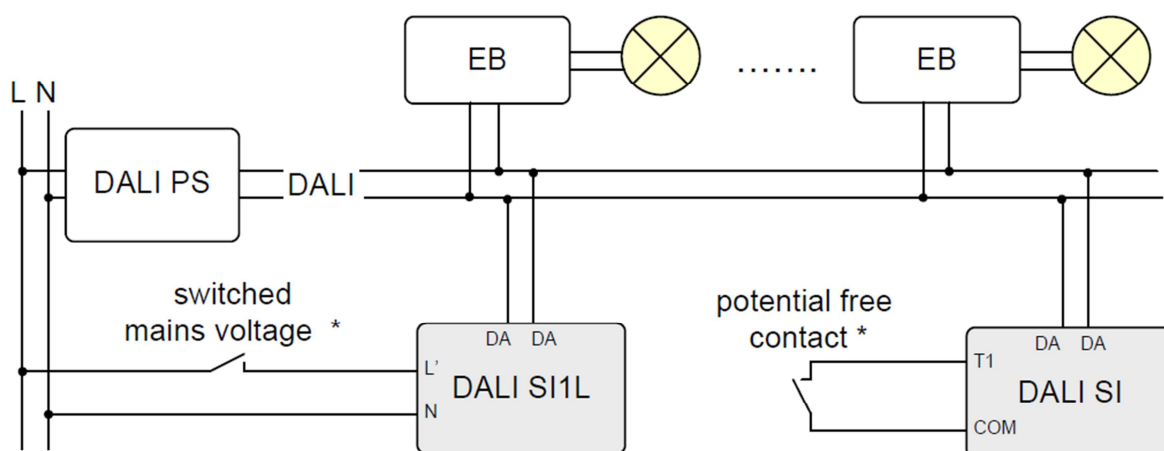 EB
EB
.......
L N
DALI PS
DALI
switched
mains voltage *
potential free
contact *
DA DA
L'
DALI SI1L
N
DA DA
T1
DALI SI
COM